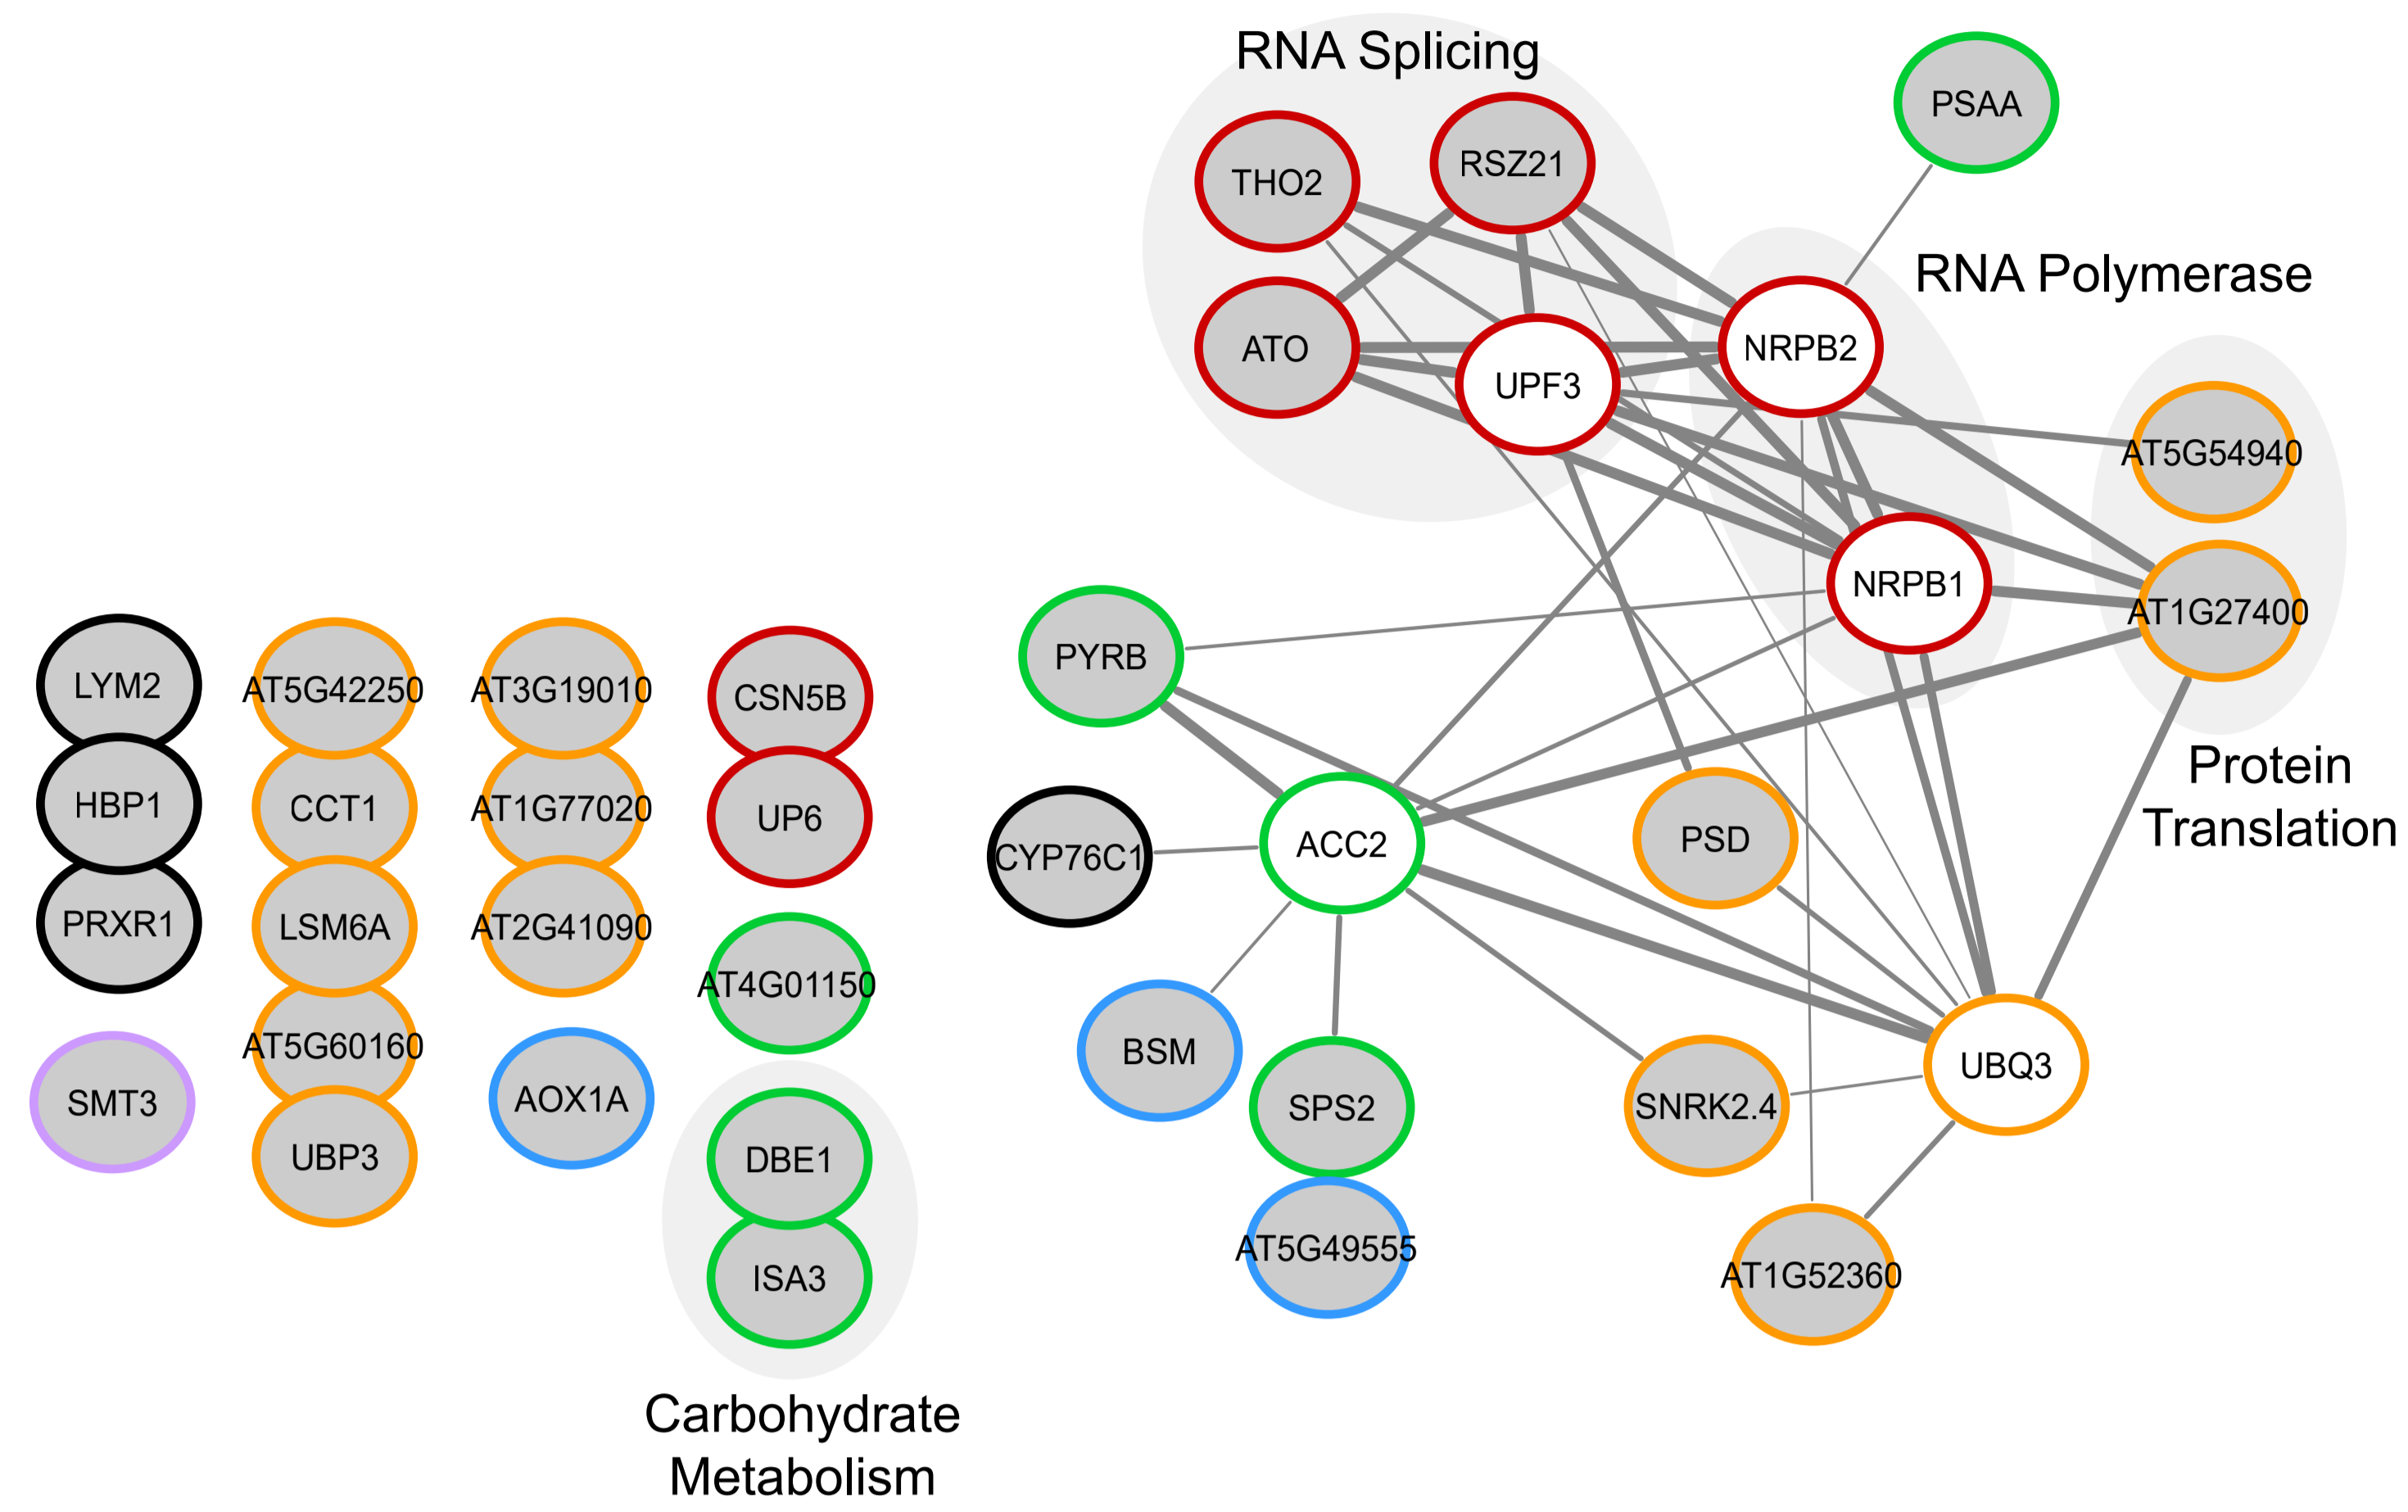 RNA Splicing
PSAA
THO2
RSZ21
RNA Polymerase
ATO
UPF3
NRPB2
AT5G54940
NRPB1
AT1G27400
Protein
Translation
PYRB
LYM2
AT5G42250
AT3G19010
CSN5B
HBP1
CCT1
AT1G77020
UP6
CYP76C1
ACC2
PSD
PRXR1
LSM6A
AT2G41090
AT4G01150
SMT3
AT5G60160
AOX1A
BSM
SPS2
SNRK2.4
UBQ3
UBP3
DBE1
ISA3
AT5G49555
AT1G52360
Carbohydrate
Metabolism